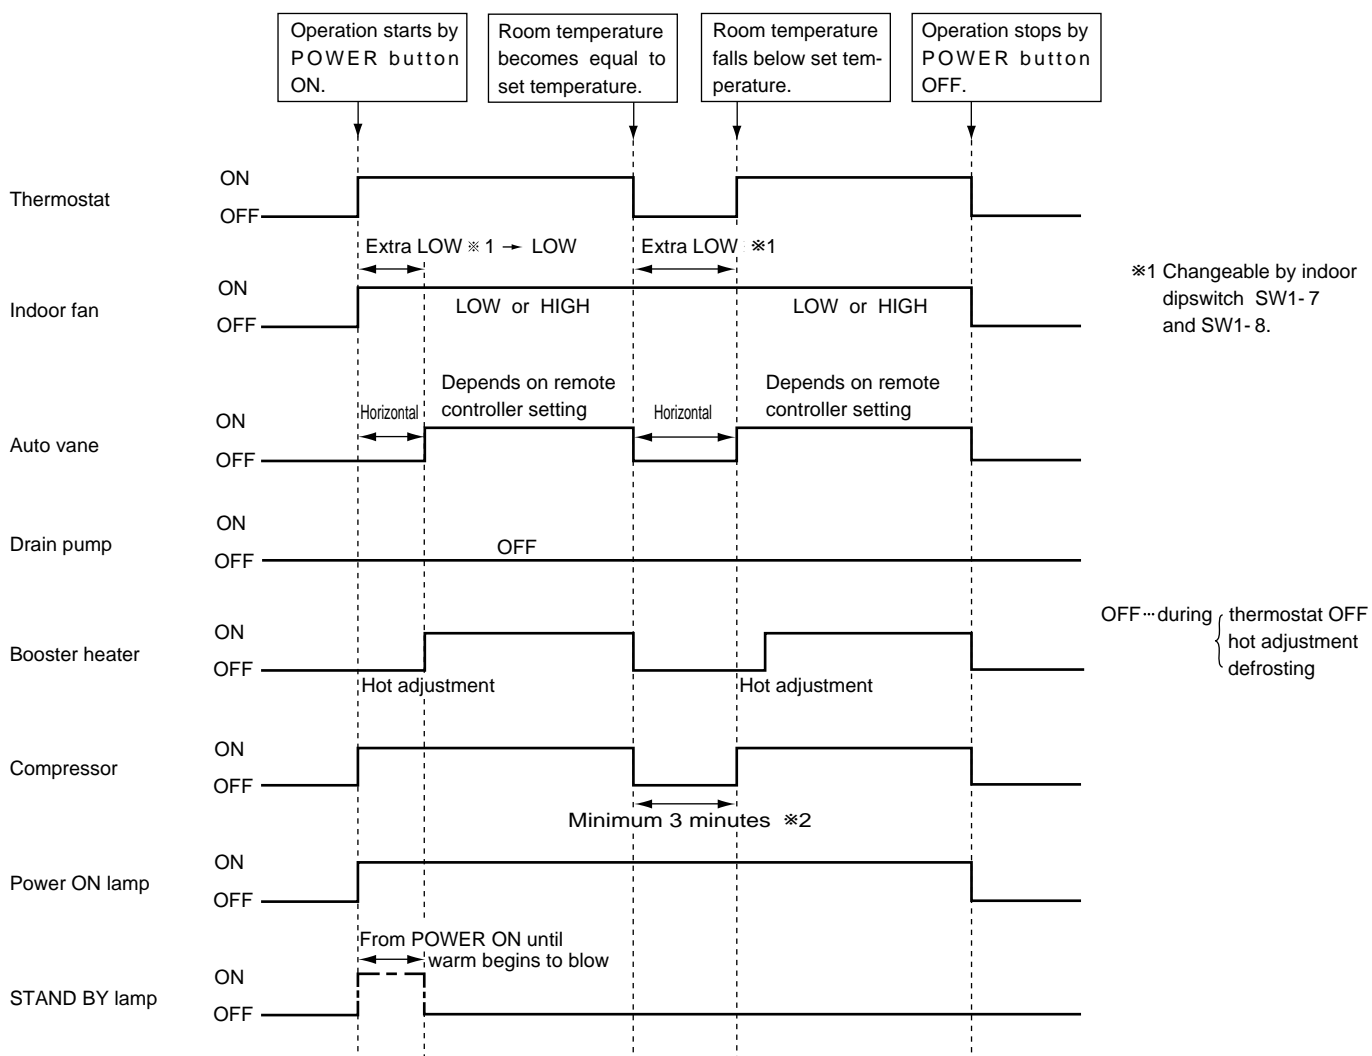 Operation starts by
POWER button
ON.
Room temperature
becomes equal to
set temperature.
Room temperature
falls below set tem-
perature.
Operation stops by
POWER button
OFF.
Thermostat
ON
OFF
Extra LOW ※1 → LOW
Extra LOW ※1
Indoor fan
ON
OFF
LOW or HIGH
LOW or HIGH
※1 Changeable by indoor
dipswitch SW1-7
and SW1-8.
Auto vane
ON
OFF
Horizontal
Depends on remote
controller setting
Horizontal
Depends on remote
controller setting
Drain pump
ON
OFF
OFF
Booster heater
ON
OFF
Hot adjustment
Hot adjustment
OFF···during { thermostat OFF
hot adjustment
defrosting
Compressor
ON
OFF
Minimum 3 minutes ※2
Power ON lamp
ON
OFF
From POWER ON until
warm begins to blow
STAND BY lamp
ON
OFF